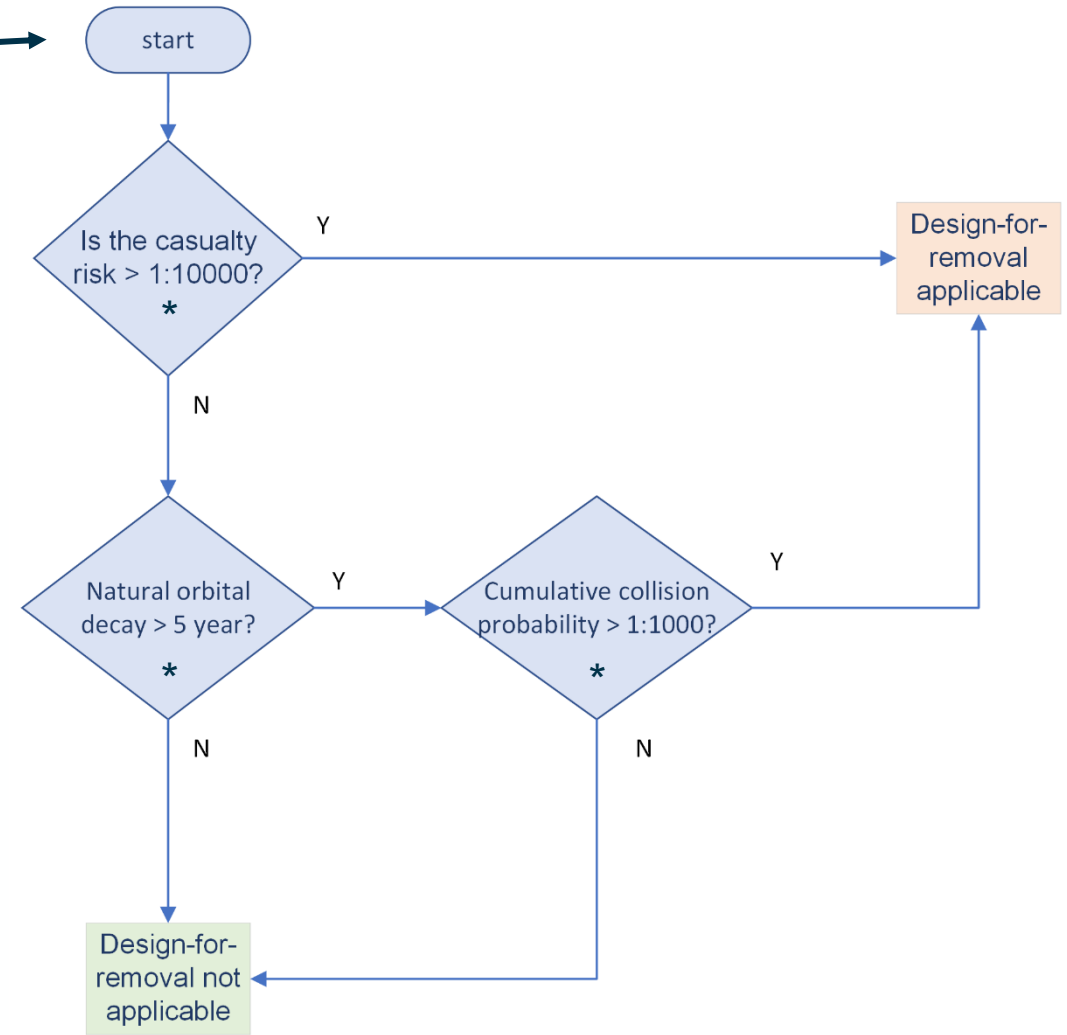 start
Is the casualty
risk > 1:10000?
*
Y
Design-for-
removal
applicable
N
Natural orbital
decay > 5 year?
*
Y
Cumulative collision
probability > 1:1000?
*
Y
N
N
Design-for-
removal not
applicable